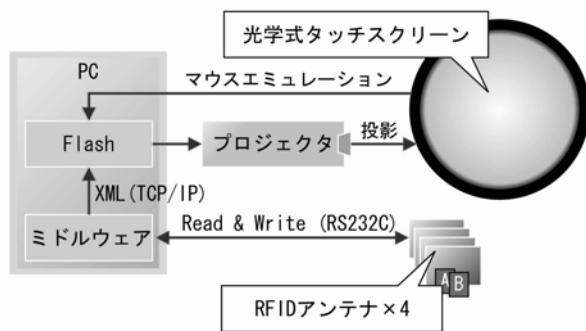 光学式タッチスクリーン
PC
マウスエミュレーション
Flash
プロジェクタ
投影
XML(TCP/IP)
ミドルウェア
Read & Write (RS232C)
A
B
RFIDアンテナ×4